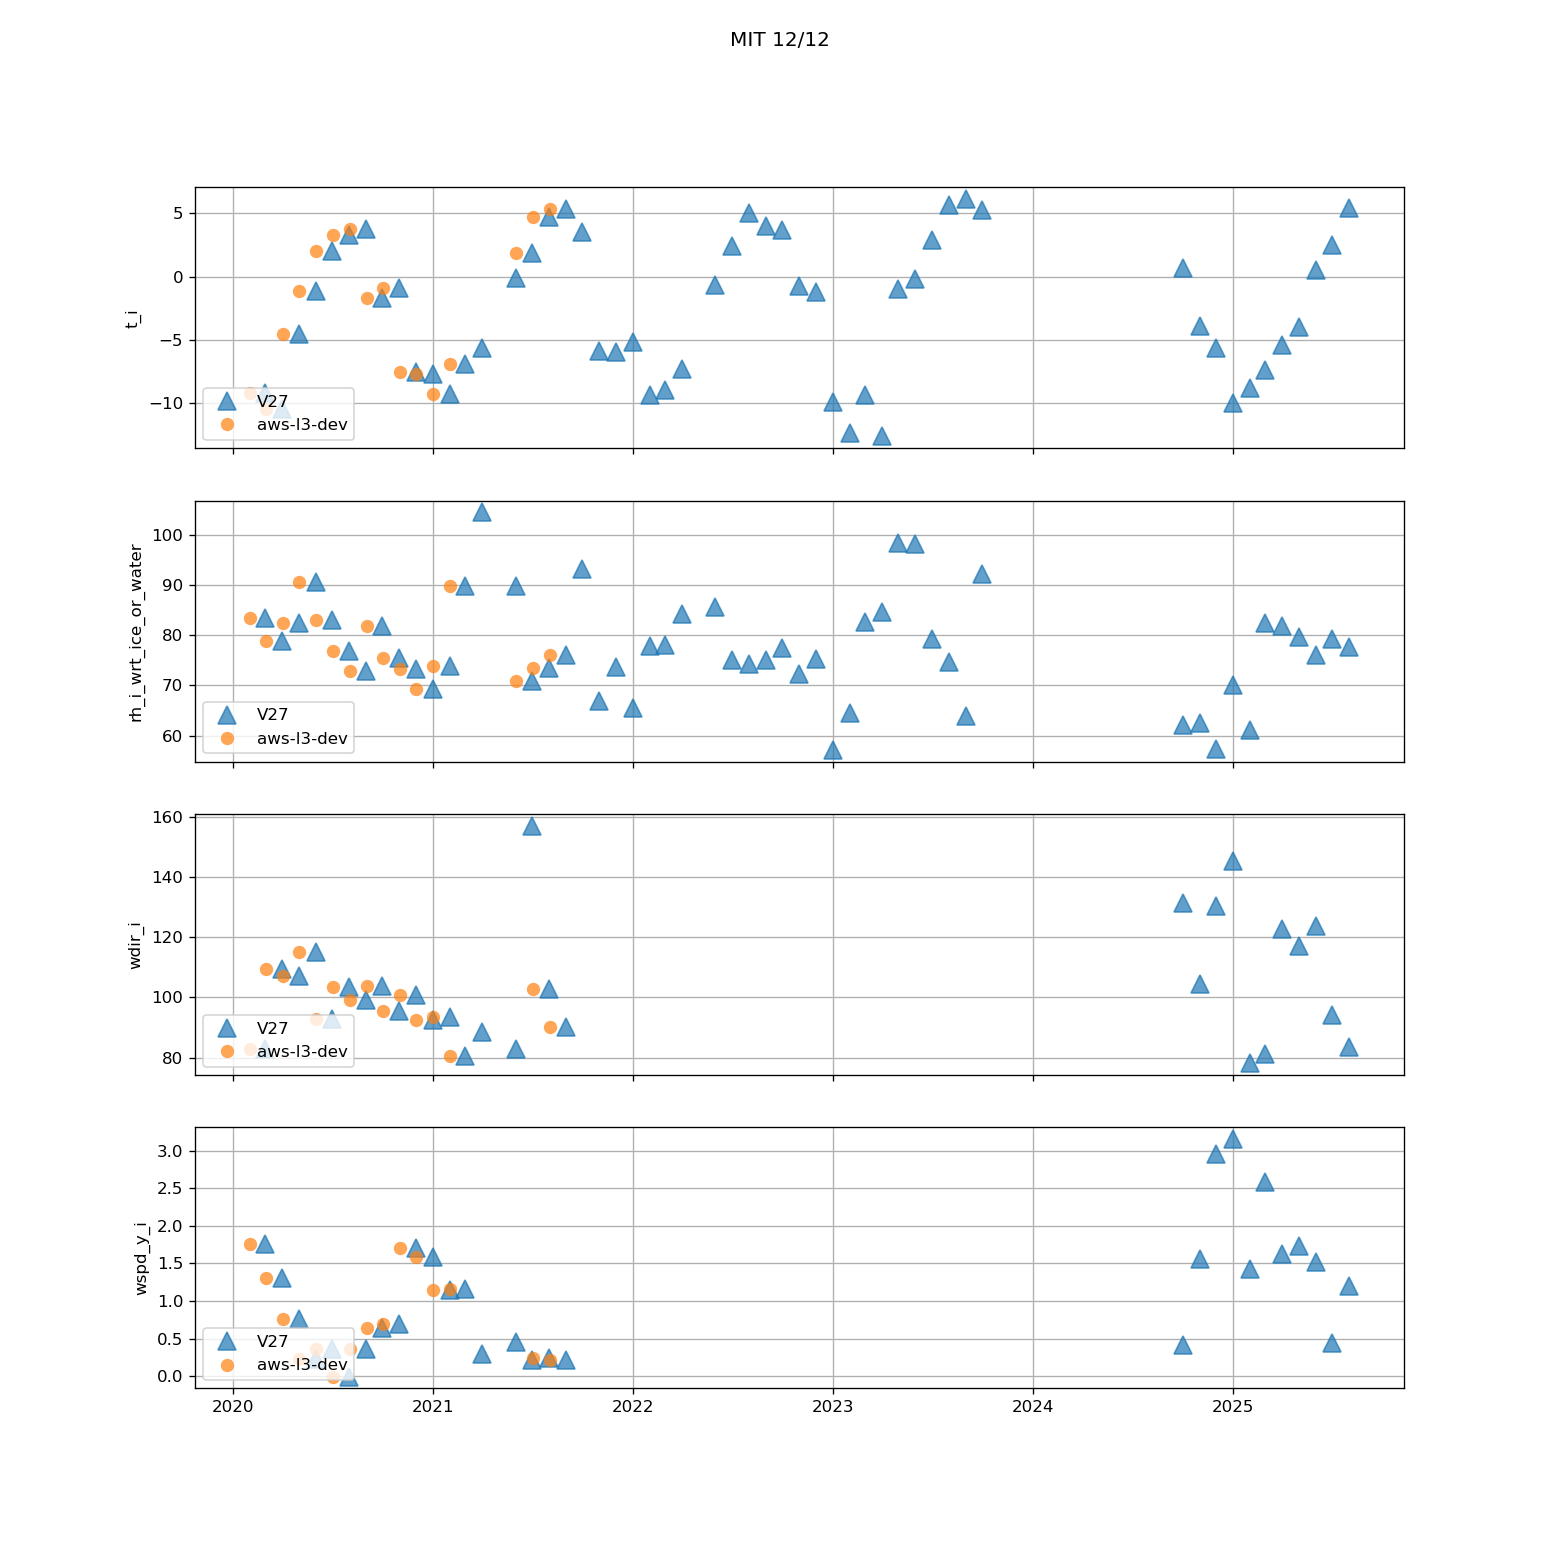 MIT 12/12
5
0
−5
−10
t_i
V27
aws-l3-dev
100
90
80
70
60
rh_i_wrt_ice_or_water
V27
aws-l3-dev
160
140
120
100
80
wdir_i
V27
aws-l3-dev
3.0
2.5
2.0
1.5
1.0
0.5
0.0
wspd_y_i
V27
aws-l3-dev
2020 2021 2022 2023 2024 2025